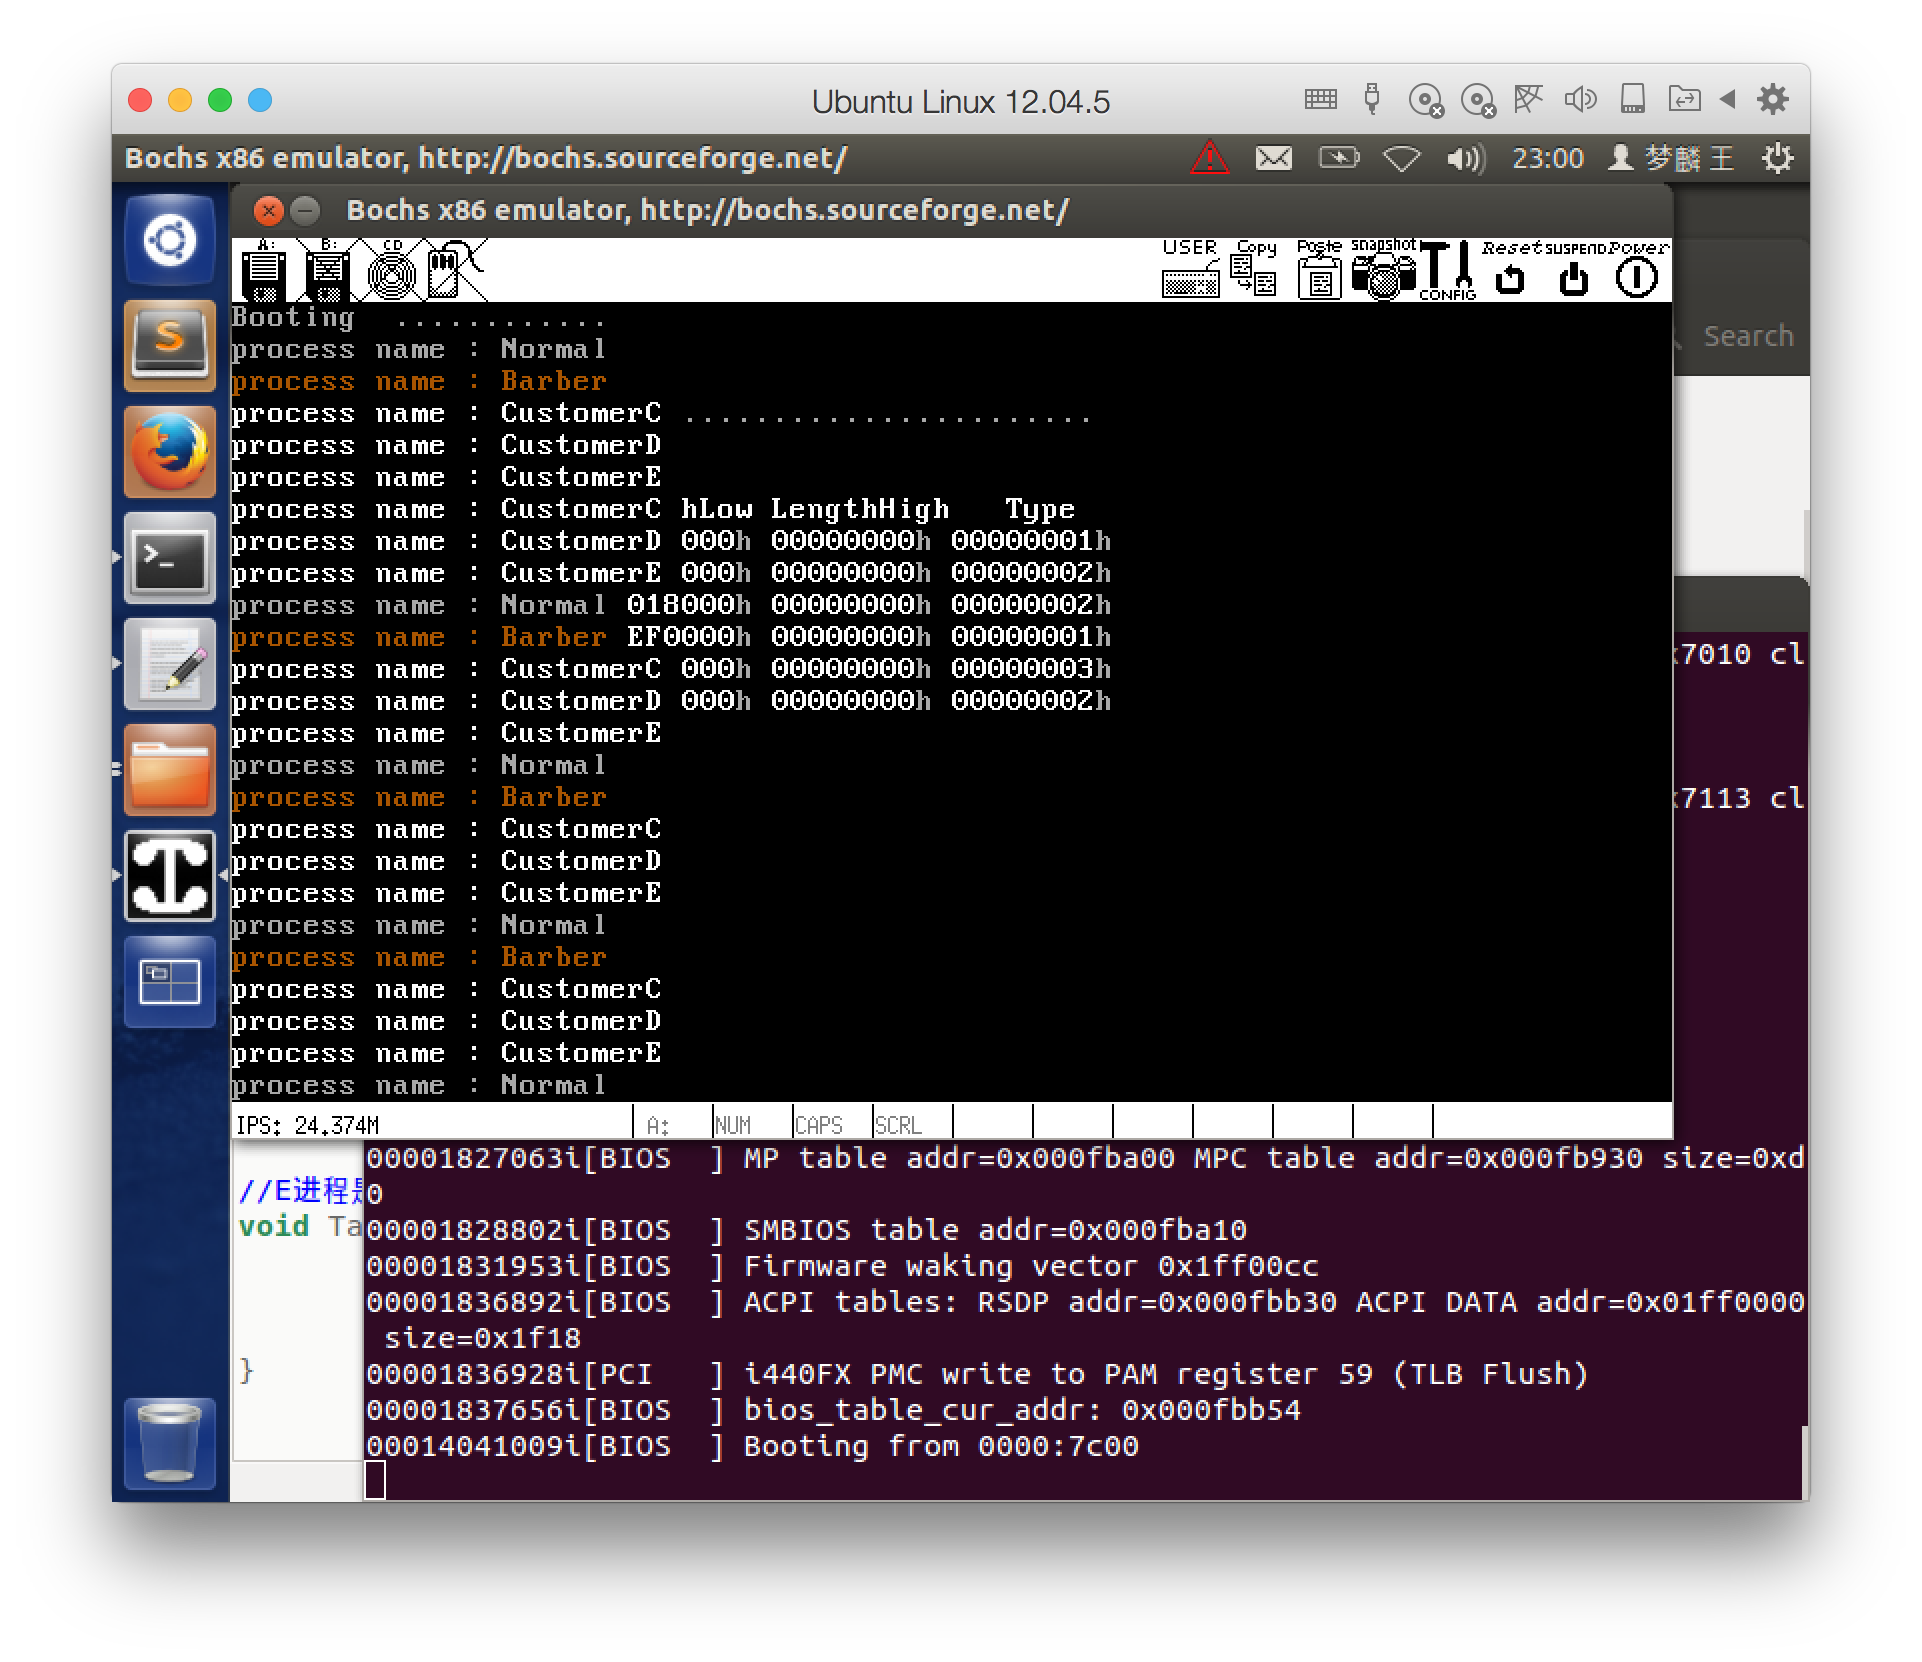 Ubuntu Linux 12.04.5
Bochs x86 emulator, http://bochs.sourceforge.net/
23:00 梦麟 王
Bochs x86 emulator, http://bochs.sourceforge.net/
A: B: CD USER Copy Paste snapshot CONFIG Reset SUSPEND Power
Search
Booting ............
process name : Normal
process name : Barber
process name : CustomerC .......................
process name : CustomerD
process name : CustomerE
process name : CustomerC hLow LengthHigh Type
process name : CustomerD 000h 00000000h 00000001h
process name : CustomerE 000h 00000000h 00000002h
process name : Normal 018000h 00000000h 00000002h
process name : Barber EF0000h 00000000h 00000001h
process name : CustomerC 000h 00000000h 00000003h
process name : CustomerD 000h 00000000h 00000002h
process name : CustomerE
process name : Normal
process name : Barber
process name : CustomerC
process name : CustomerD
process name : CustomerE
process name : Normal
process name : Barber
process name : CustomerC
process name : CustomerD
process name : CustomerE
process name : Normal
7010 cl
7113 cl
IPS: 24.374M A: NUM CAPS SCRL
//E进程
void Ta
}
00001827063i[BIOS ] MP table addr=0x000fba00 MPC table addr=0x000fb930 size=0xd
0
00001828802i[BIOS ] SMBIOS table addr=0x000fba10
00001831953i[BIOS ] Firmware waking vector 0x1ff00cc
00001836892i[BIOS ] ACPI tables: RSDP addr=0x000fbb30 ACPI DATA addr=0x01ff0000
size=0x1f18
00001836928i[PCI ] i440FX PMC write to PAM register 59 (TLB Flush)
00001837656i[BIOS ] bios_table_cur_addr: 0x000fbb54
00014041009i[BIOS ] Booting from 0000:7c00